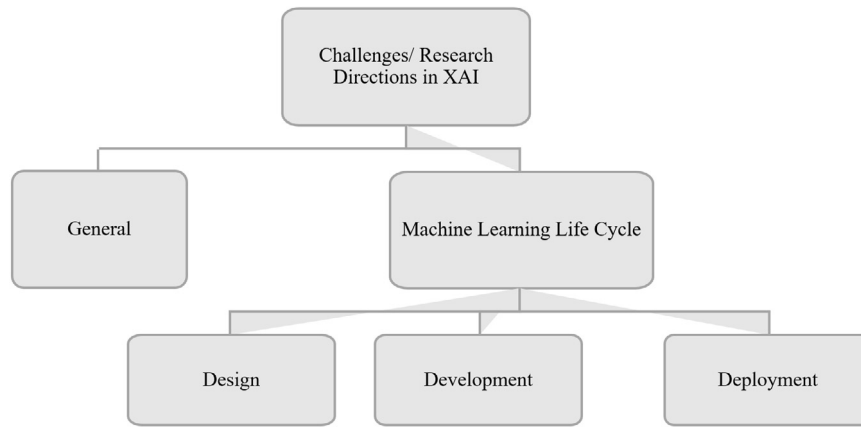 Challenges/ Research
Directions in XAI
General
Machine Learning Life Cycle
Design
Development
Deployment